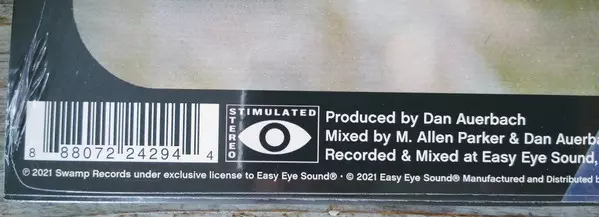 STIMULATED
STEREO
Produced by Dan Auerbach
Mixed by M. Allen Parker & Dan Auerba
Recorded & Mixed at Easy Eye Sound,
8 88072 24294 4
℗ 2021 Swamp Records under exclusive license to Easy Eye Sound® • © 2021 Easy Eye Sound® Manufactured and Distributed b